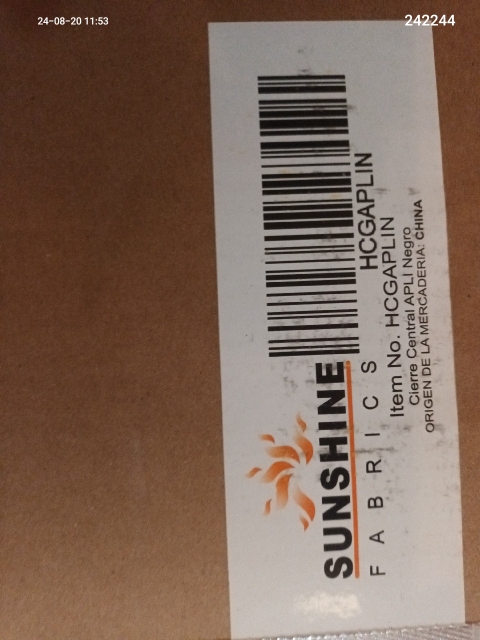 24-08-20 11:53
242244
SUNSHINE
FABRICS
HCGAPLIN
Item No. HCGAPLIN
Cierre Central APLI Negro
ORIGEN DE LA MERCADERIA: CHINA